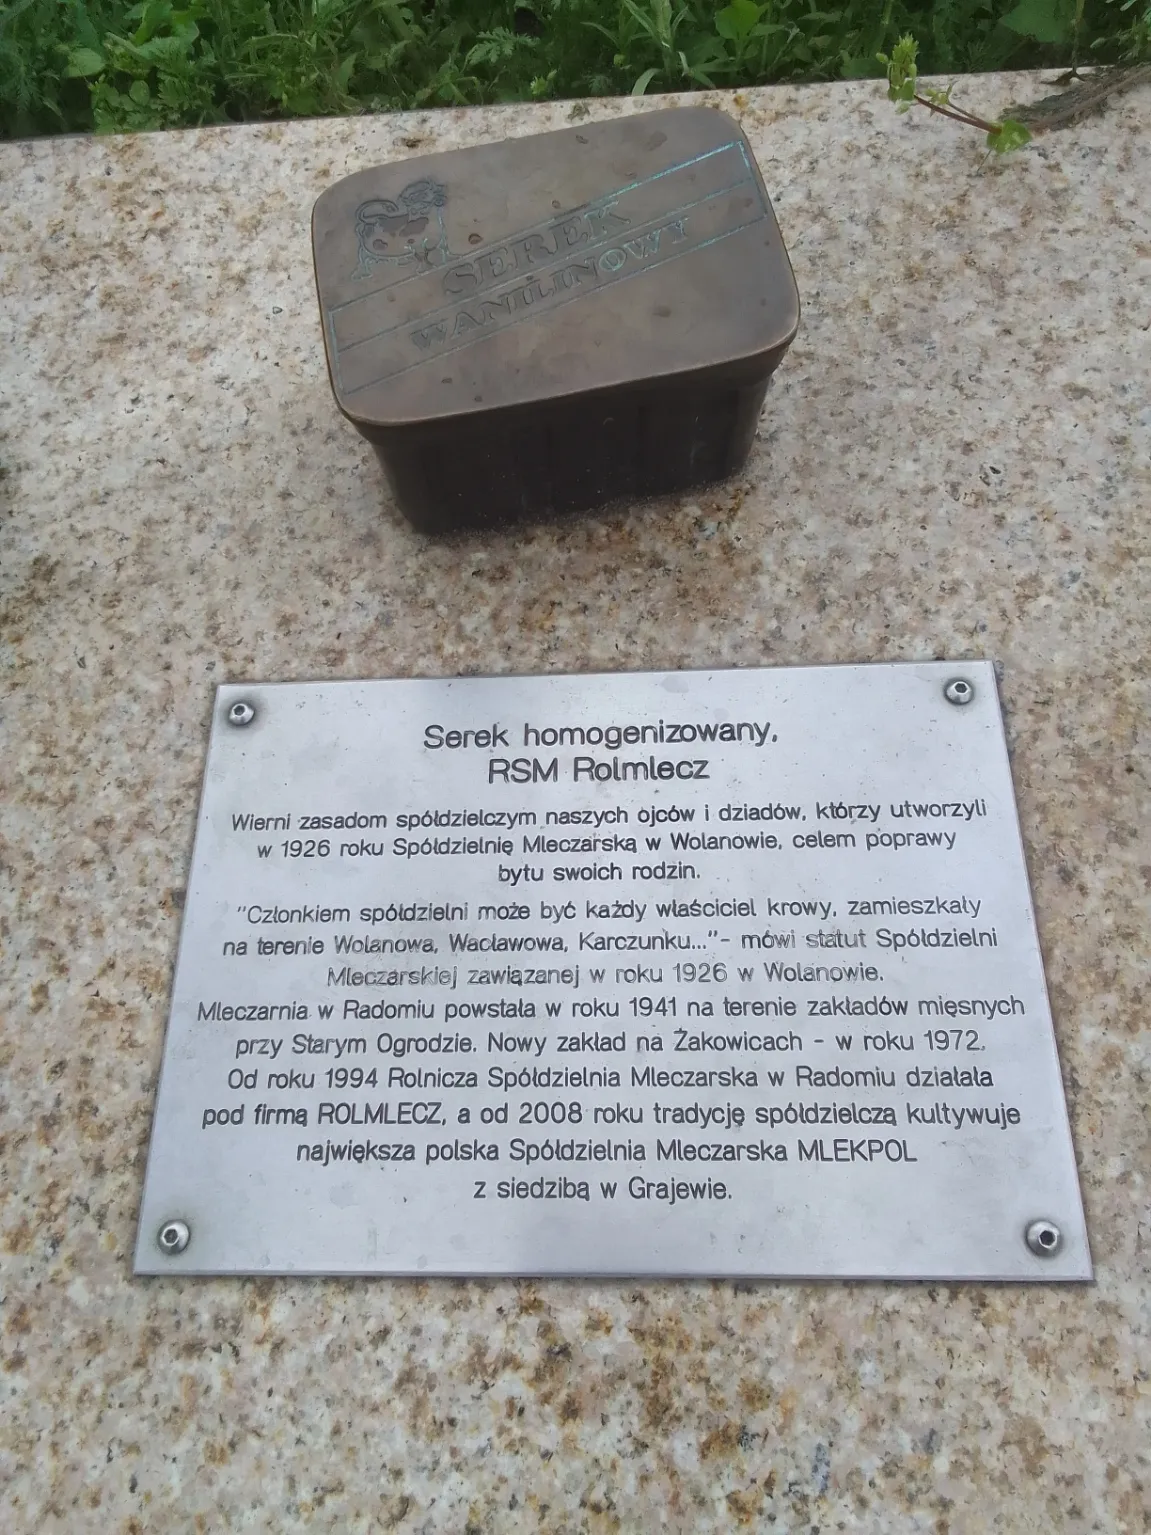 SEREK
WANILINOWY
Serek homogenizowany,
RSM Rolmlecz
Wierni zasadom spółdzielczym naszych ojców i dziadów, którzy utworzyli
w 1926 roku Spółdzielnię Mleczarską w Wolanowie, celem poprawy
bytu swoich rodzin.
"Członkiem spółdzielni może być każdy właściciel krowy, zamieszkały
na terenie Wolanowa, Wacławowa, Karczunku..."- mówi statut Spółdzielni
Mleczarskiej zawiązanej w roku 1926 w Wolanowie.
Mleczarnia w Radomiu powstała w roku 1941 na terenie zakładów mięsnych
przy Starym Ogrodzie. Nowy zakład na Żakowicach - w roku 1972.
Od roku 1994 Rolnicza Spółdzielnia Mleczarska w Radomiu działała
pod firmą ROLMLECZ, a od 2008 roku tradycję spółdzielczą kultywuje
największa polska Spółdzielnia Mleczarska MLEKPOL
z siedzibą w Grajewie.